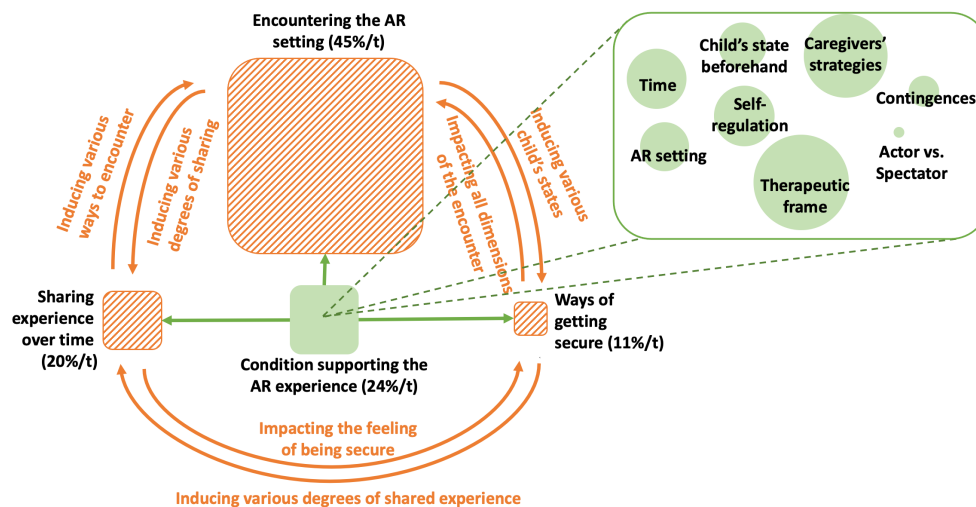 Encountering the AR
setting (45%/t)
Inducing various
ways to encounter
Inducing various
degrees of sharing
Impacting all dimensions
of the encounter
Inducing various
child's states
Sharing
experience
over time
(20%/t)
Condition supporting the
AR experience (24%/t)
Ways of
getting
secure (11%/t)
Impacting the feeling
of being secure
Inducing various degrees of shared experience
Child's state
beforehand
Caregivers'
strategies
Time
Contingences
Self-
regulation
AR setting
Actor vs.
Spectator
Therapeutic
frame